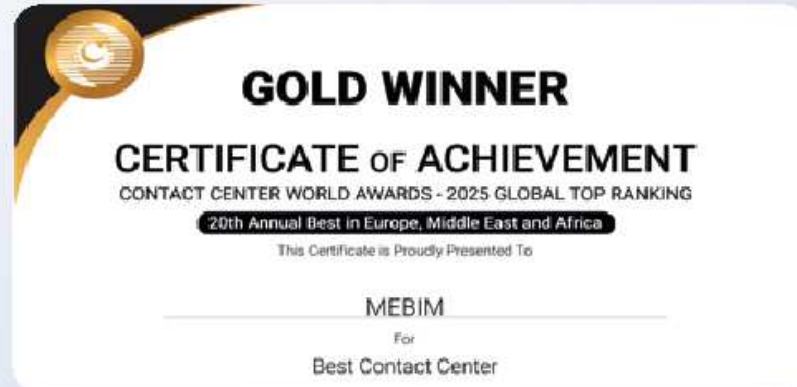 GOLD WINNER
CERTIFICATE OF ACHIEVEMENT
CONTACT CENTER WORLD AWARDS - 2025 GLOBAL TOP RANKING
20th Annual Best in Europe, Middle East and Africa
This Certificate is Proudly Presented To
MEBIM
For
Best Contact Center